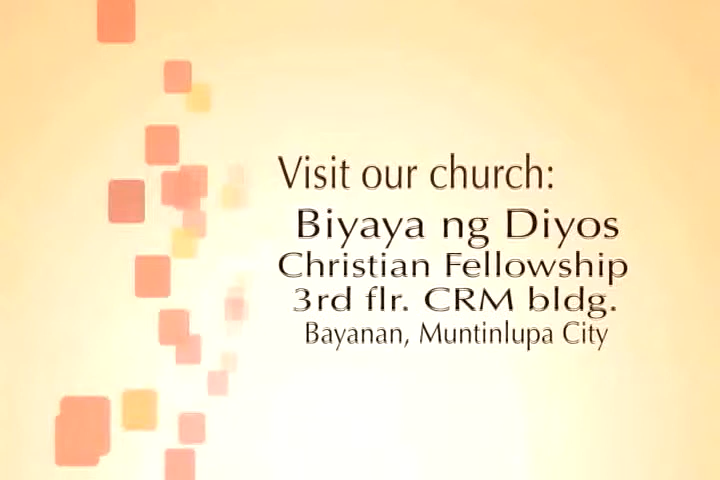 Visit our church:
Biyaya ng Diyos
Christian Fellowship
3rd flr. CRM bldg.
Bayanan, Muntinlupa City